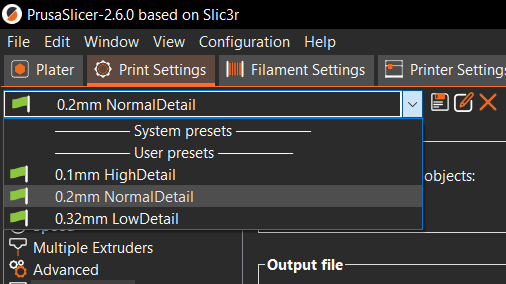 PrusaSlicer-2.6.0 based on Slic3r
File Edit Window View Configuration Help
Plater Print Settings Filament Settings Printer Settings
0.2mm NormalDetail
System presets
User presets
0.1mm HighDetail
objects:
0.2mm NormalDetail
0.32mm LowDetail
Multiple Extruders
Advanced
Output file